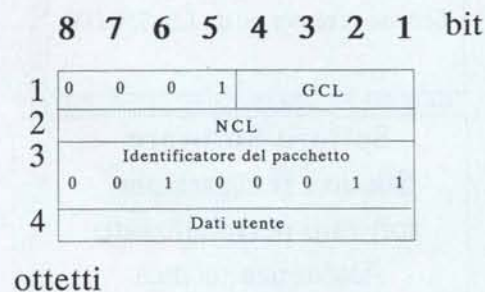 8 7 6 5 4 3 2 1 bit
1 0 0 0 1 GCL
2 NCL
3 Identificatore del pacchetto
0 0 1 0 0 0 1 1
4 Dati utente
ottetti